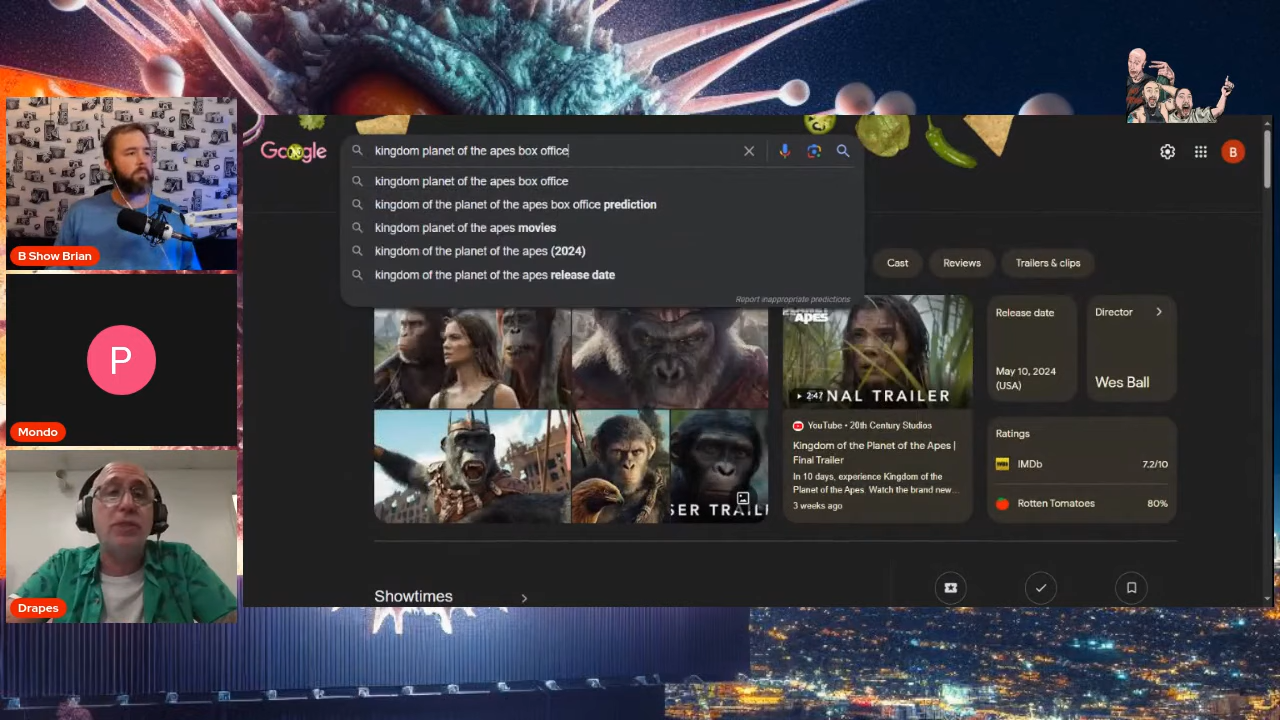 B Show Brian
P
Mondo
Drapes
Google
kingdom planet of the apes box office
B
kingdom planet of the apes box office
kingdom of the planet of the apes box office prediction
kingdom planet of the apes movies
kingdom of the planet of the apes (2024)
kingdom of the planet of the apes release date
Report inappropriate predictions
Cast
Reviews
Trailers & clips
APES
2:47
NAL TRAILER
YouTube • 20th Century Studios
Kingdom of the Planet of the Apes |
Final Trailer
In 10 days, experience Kingdom of the
Planet of the Apes. Watch the brand new...
3 weeks ago
Release date
May 10, 2024
(USA)
Director
Wes Ball
Ratings
IMDb
7.2/10
Rotten Tomatoes
80%
SER TRAIL
Showtimes